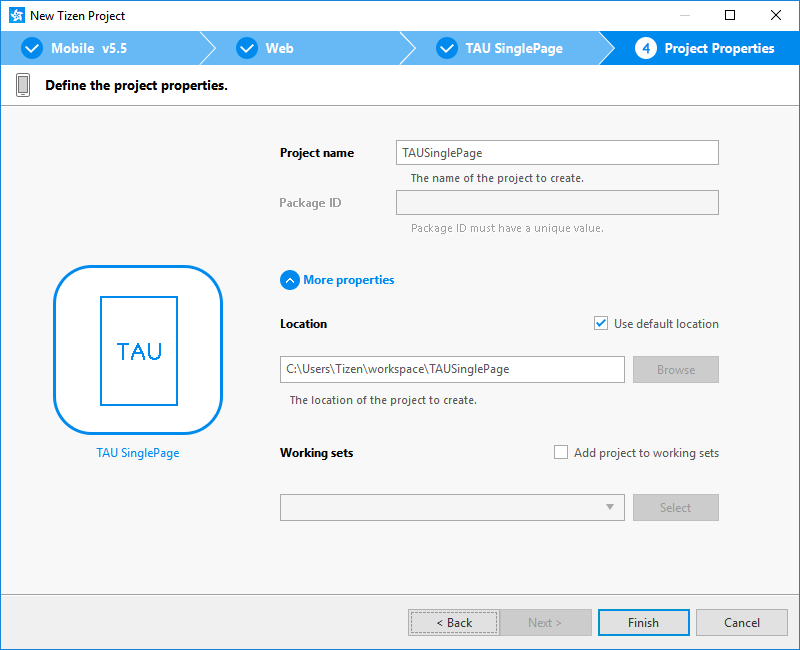 New Tizen Project
Mobile v5.5
Web
TAU SinglePage
4 Project Properties
Define the project properties.
Project name
TAUSinglePage
The name of the project to create.
Package ID
Package ID must have a unique value.
More properties
Location
Use default location
C:\Users\Tizen\workspace\TAUSinglePage
Browse
The location of the project to create.
TAU
TAU SinglePage
Working sets
Add project to working sets
Select
< Back
Next >
Finish
Cancel